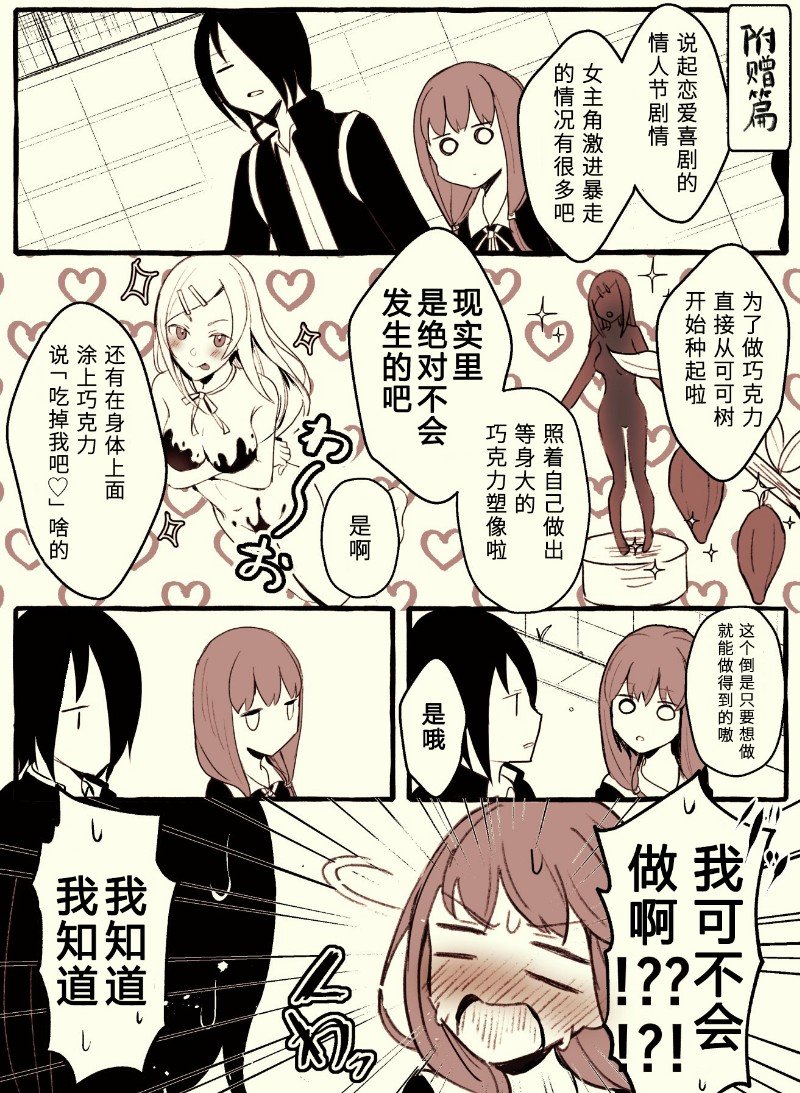 附赠篇
说起恋爱喜剧的
情人节剧情
女主角激进暴走
的情况有很多吧
为了做巧克力
直接从可可树
开始种起啦
照着自己做出
等身大的
巧克力塑像啦
现实里
是绝对不会
发生的吧
是
啊
还有在身体上面
涂上巧克力
说「吃掉我吧♡」啥的
わ～お
这个倒是只要想做
就能做得到的嗷
是
哦
我可不会
做啊!??
!?!
我知道
我知道
くわっ